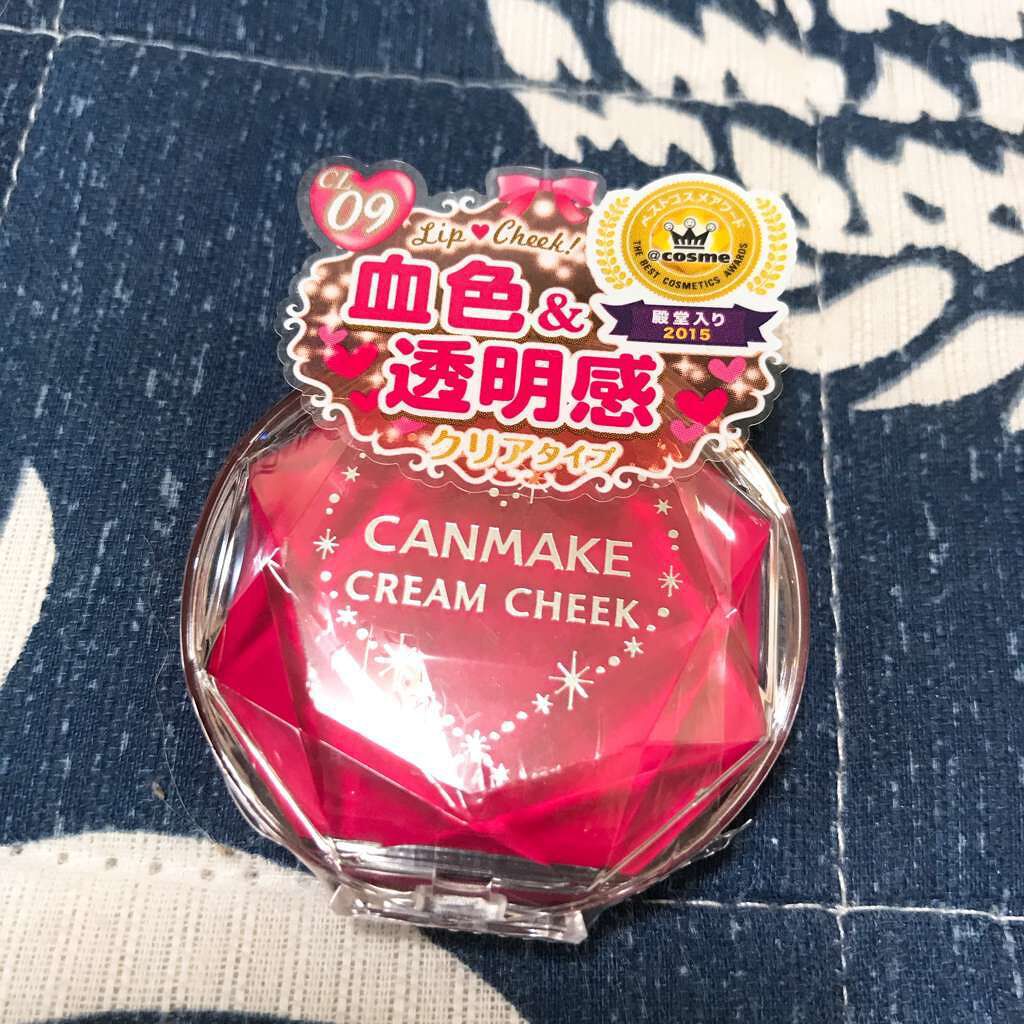 CL
09
Lip♥Cheek!
血色&
透明感
クリアタイプ
ベストコスメアワード
@cosme
THE BEST COSMETICS AWARDS
殿堂入り
2015
CANMAKE
CREAM CHEEK